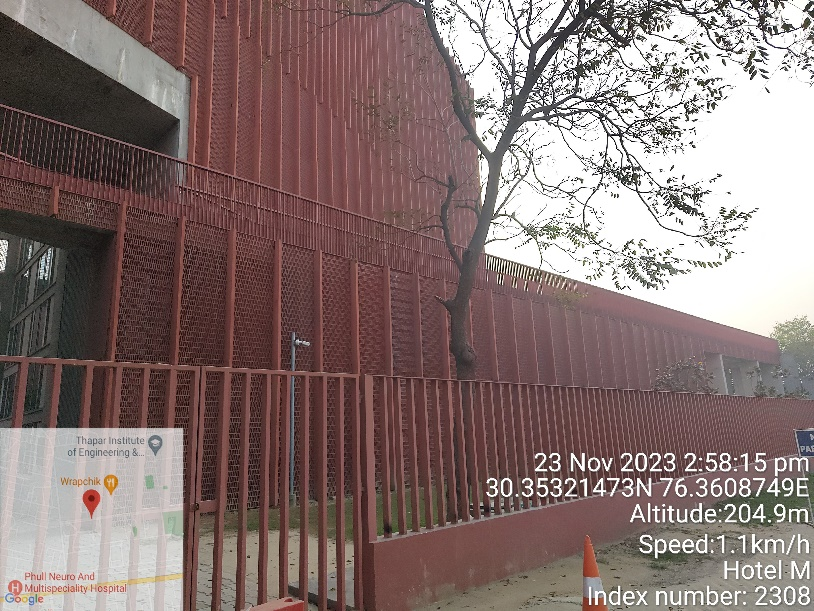 Thapar Institute
of Engineering &...
Wrapchik
Phull Neuro And
Multispeciality Hospital
Google
23 Nov 2023 2:58:15 pm
30.35321473N 76.3608749E
Altitude:204.9m
Speed:1.1km/h
Hotel M
Index number: 2308